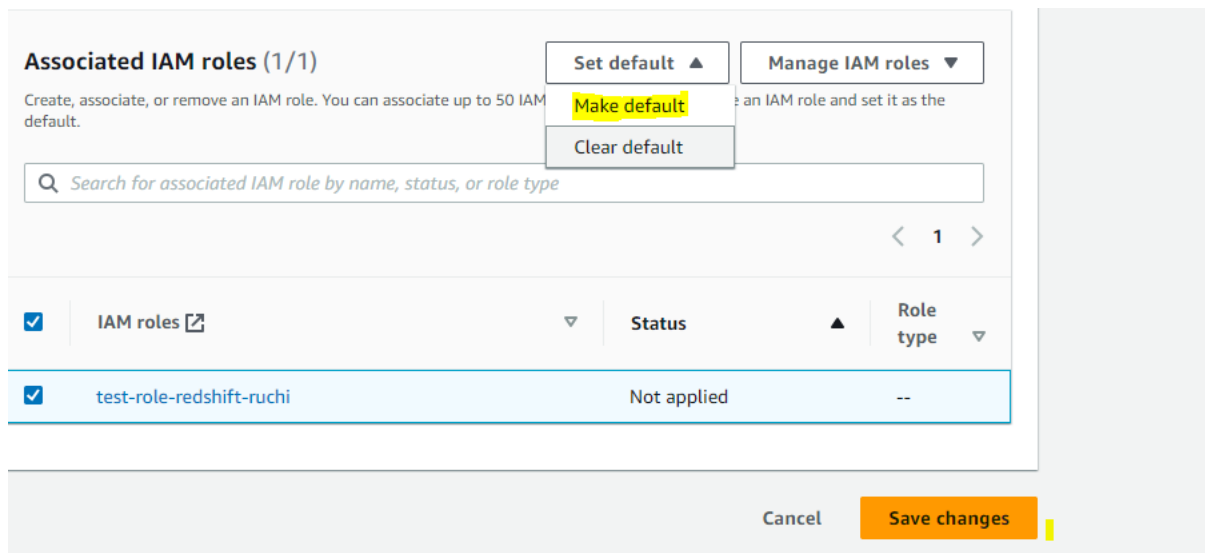 Associated IAM roles (1/1)
Set default
Manage IAM roles
Create, associate, or remove an IAM role. You can associate up to 50 IAM an IAM role and set it as the
default.
Make default
Clear default
Search for associated IAM role by name, status, or role type
1
IAM roles
Status
Role
type
test-role-redshift-ruchi
Not applied
--
Cancel
Save changes